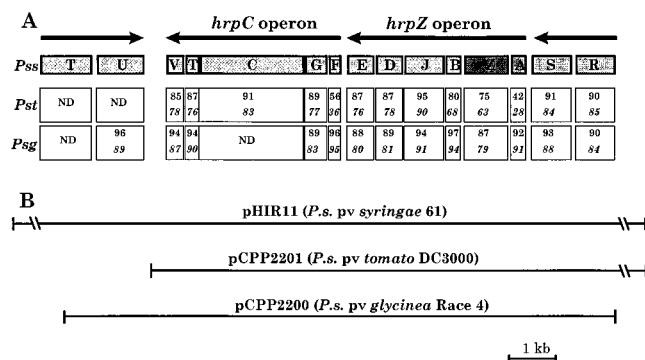 A hrpC operon hrpZ operon
Pss T U V T C G F E D J B A S R
Pst ND ND 85 87 91 89 56 87 87 95 80 75 42 91 90
78 76 83 77 36 76 78 90 68 63 28 84 85
Psg ND 96 94 94 ND 89 96 88 89 94 97 87 92 93 90
89 87 90 83 95 80 81 91 94 79 91 88 84
B
pHIR11 (P.s. pv syringae 61)
pCPP2201 (P.s. pv tomato DC3000)
pCPP2200 (P.s. pv glycinea Race 4)
1 kb